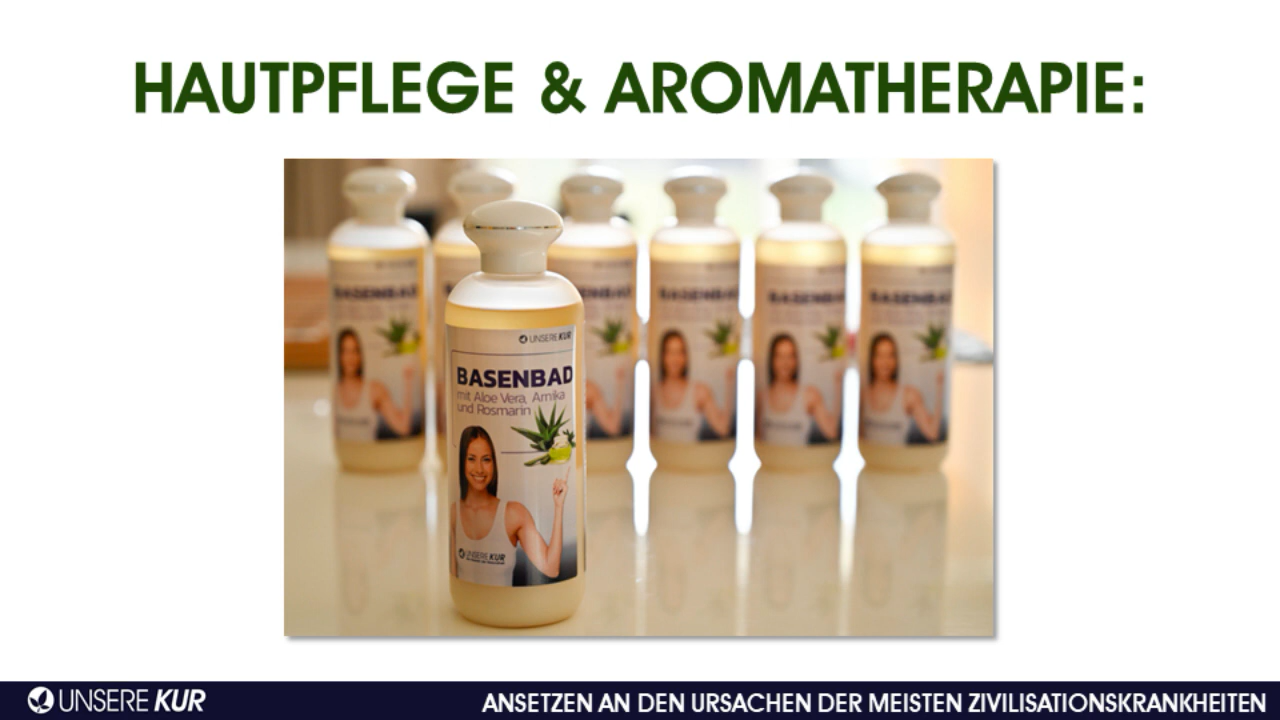 HAUTPFLEGE & AROMATHERAPIE:
UNSERE KUR
BASENBAD
mit Aloe Vera, Arnika
und Rosmarin
UNSERE KUR
BASENBAD
BASENBAD
BASENBAD
BASENBAD
UNSERE KUR
ANSETZEN AN DEN URSACHEN DER MEISTEN ZIVILISATIONSKRANKHEITEN